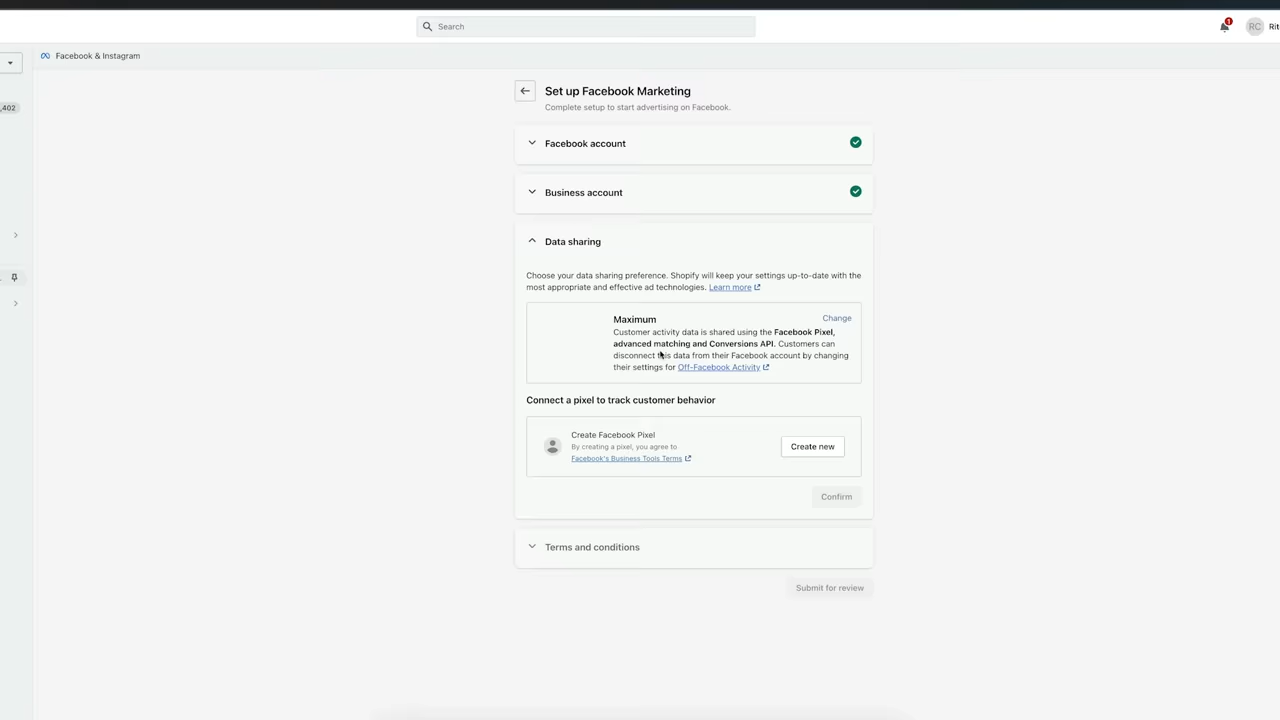 Search
1
RC
Rit
Facebook & Instagram
,402
Set up Facebook Marketing
Complete setup to start advertising on Facebook.
Facebook account
Business account
Data sharing
Choose your data sharing preference. Shopify will keep your settings up-to-date with the
most appropriate and effective ad technologies. Learn more
Maximum
Change
Customer activity data is shared using the Facebook Pixel,
advanced matching and Conversions API. Customers can
disconnect this data from their Facebook account by changing
their settings for Off-Facebook Activity
Connect a pixel to track customer behavior
Create Facebook Pixel
By creating a pixel, you agree to
Facebook's Business Tools Terms
Create new
Confirm
Terms and conditions
Submit for review